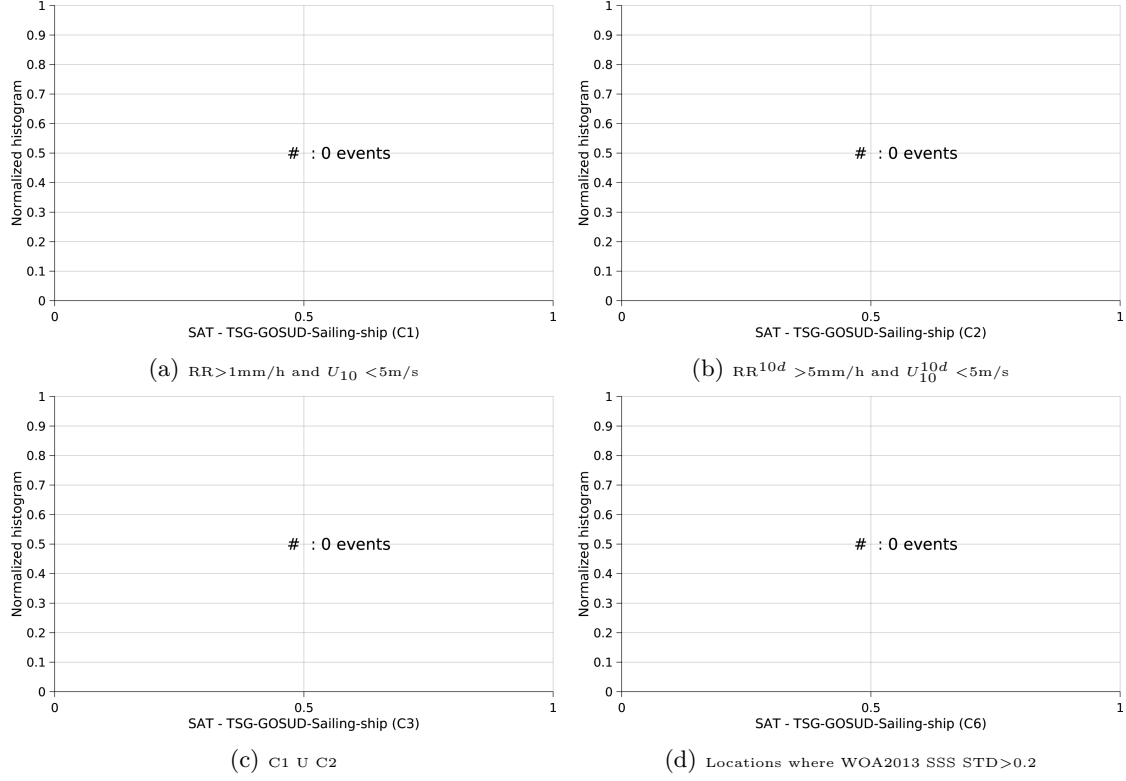 1
0.9
0.8
0.7
0.6
0.5
0.4
0.3
0.2
0.1
0
Normalized histogram
# : 0 events
0 0.5 1
SAT - TSG-GOSUD-Sailing-ship (C1)
(a) RR>1mm/h and U10 <5m/s
1
0.9
0.8
0.7
0.6
0.5
0.4
0.3
0.2
0.1
0
Normalized histogram
# : 0 events
0 0.5 1
SAT - TSG-GOSUD-Sailing-ship (C2)
(b) RR^10d >5mm/h and U_10^10d <5m/s
1
0.9
0.8
0.7
0.6
0.5
0.4
0.3
0.2
0.1
0
Normalized histogram
# : 0 events
0 0.5 1
SAT - TSG-GOSUD-Sailing-ship (C3)
(c) C1 U C2
1
0.9
0.8
0.7
0.6
0.5
0.4
0.3
0.2
0.1
0
Normalized histogram
# : 0 events
0 0.5 1
SAT - TSG-GOSUD-Sailing-ship (C6)
(d) Locations where WOA2013 SSS STD>0.2